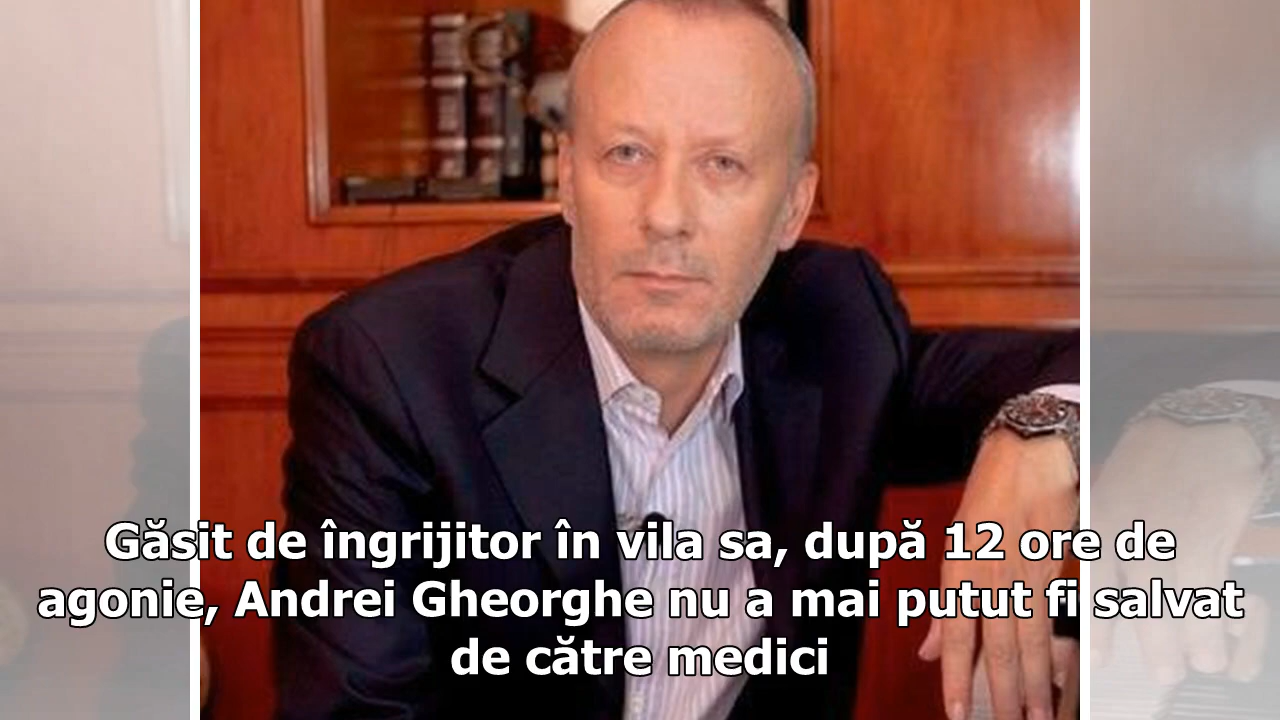 Găsit de îngrijitor în vila sa, după 12 ore de
agonie, Andrei Gheorghe nu a mai putut fi salvat
de către medici